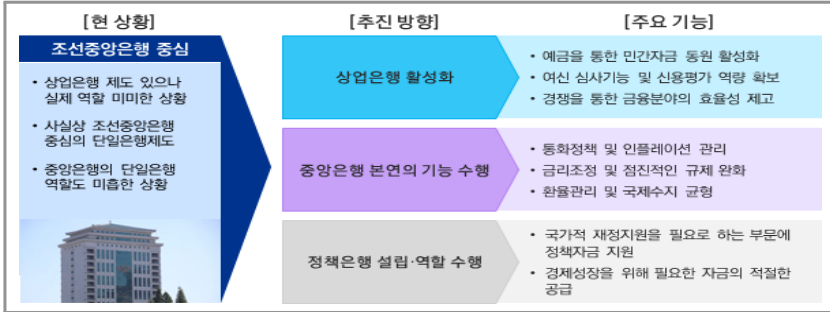 [현 상황]
조선중앙은행 중심
• 상업은행 제도 있으나
실제 역할 미미한 상황
• 사실상 조선중앙은행
중심의 단일은행제도
• 중앙은행의 단일은행
역할도 미흡한 상황
[추진 방향]
상업은행 활성화
중앙은행 본연의 기능 수행
정책은행 설립·역할 수행
[주요 기능]
• 예금을 통한 민간자금 동원 활성화
• 여신 심사기능 및 신용평가 역량 확보
• 경쟁을 통한 금융분야의 효율성 제고
• 통화정책 및 인플레이션 관리
• 금리조정 및 점진적인 규제 완화
• 환율관리 및 국제수지 균형
• 국가적 재정지원을 필요로 하는 부문에
정책자금 지원
• 경제성장을 위해 필요한 자금의 적절한
공급